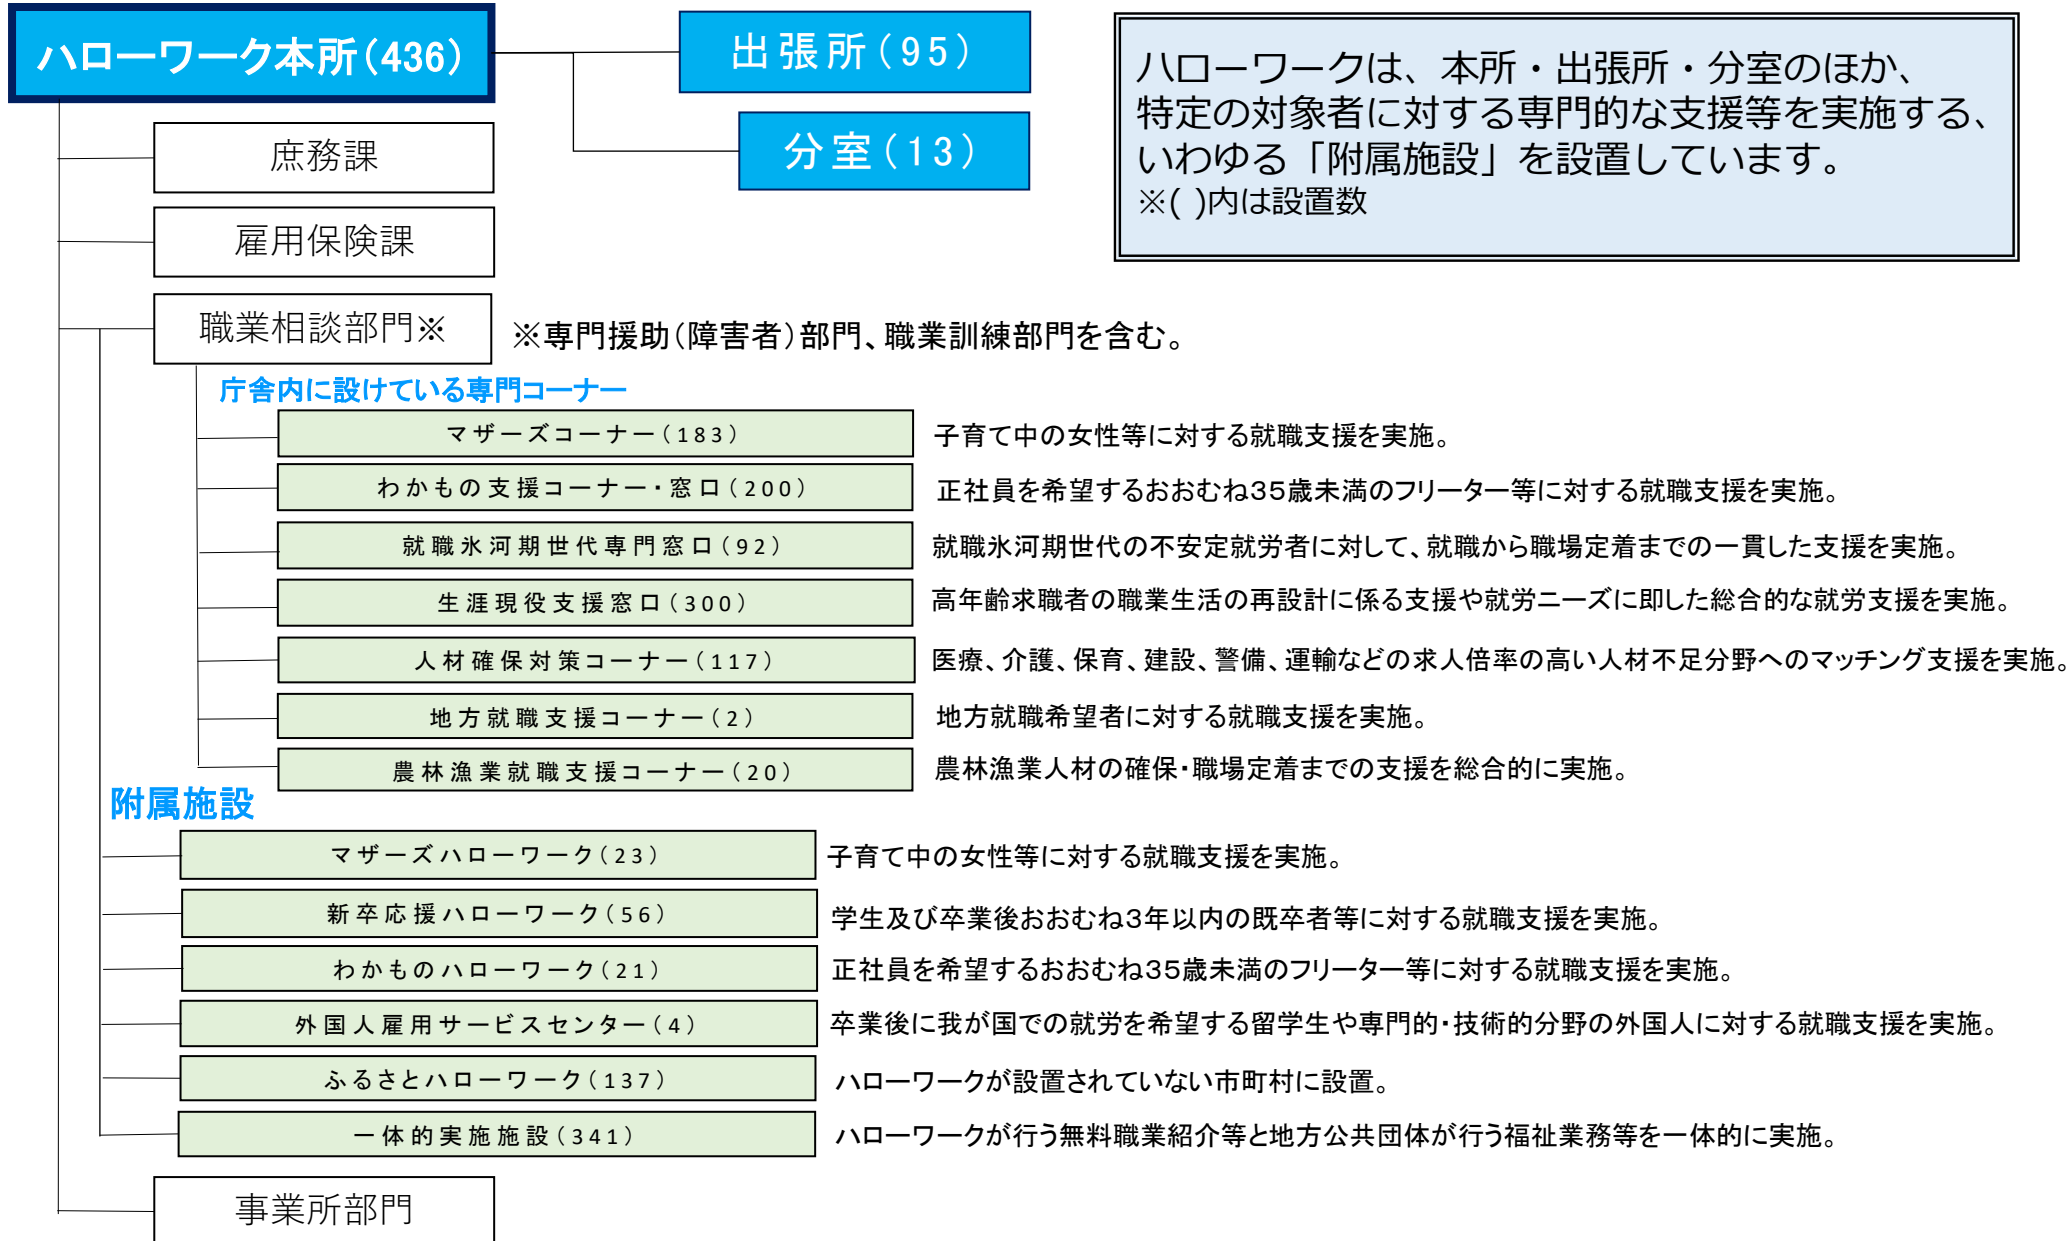 ハローワーク本所(436)
出張所(95)
分室(13)
ハローワークは、本所・出張所・分室のほか、
特定の対象者に対する専門的な支援等を実施する、
いわゆる「附属施設」を設置しています。
※( )内は設置数
庶務課
雇用保険課
職業相談部門※
※専門援助(障害者)部門、職業訓練部門を含む。
庁舎内に設けている専門コーナー
マザーズコーナー(183)
子育て中の女性等に対する就職支援を実施。
わかもの支援コーナー・窓口(200)
正社員を希望するおおむね35歳未満のフリーター等に対する就職支援を実施。
就職氷河期世代専門窓口(92)
就職氷河期世代の不安定就労者に対して、就職から職場定着までの一貫した支援を実施。
生涯現役支援窓口(300)
高年齢求職者の職業生活の再設計に係る支援や就労ニーズに即した総合的な就労支援を実施。
人材確保対策コーナー(117)
医療、介護、保育、建設、警備、運輸などの求人倍率の高い人材不足分野へのマッチング支援を実施。
地方就職支援コーナー(2)
地方就職希望者に対する就職支援を実施。
農林漁業就職支援コーナー(20)
農林漁業人材の確保・職場定着までの支援を総合的に実施。
附属施設
マザーズハローワーク(23)
子育て中の女性等に対する就職支援を実施。
新卒応援ハローワーク(56)
学生及び卒業後おおむね3年以内の既卒者等に対する就職支援を実施。
わかものハローワーク(21)
正社員を希望するおおむね35歳未満のフリーター等に対する就職支援を実施。
外国人雇用サービスセンター(4)
卒業後に我が国での就労を希望する留学生や専門的・技術的分野の外国人に対する就職支援を実施。
ふるさとハローワーク(137)
ハローワークが設置されていない市町村に設置。
一体的実施施設(341)
ハローワークが行う無料職業紹介等と地方公共団体が行う福祉業務等を一体的に実施。
事業所部門